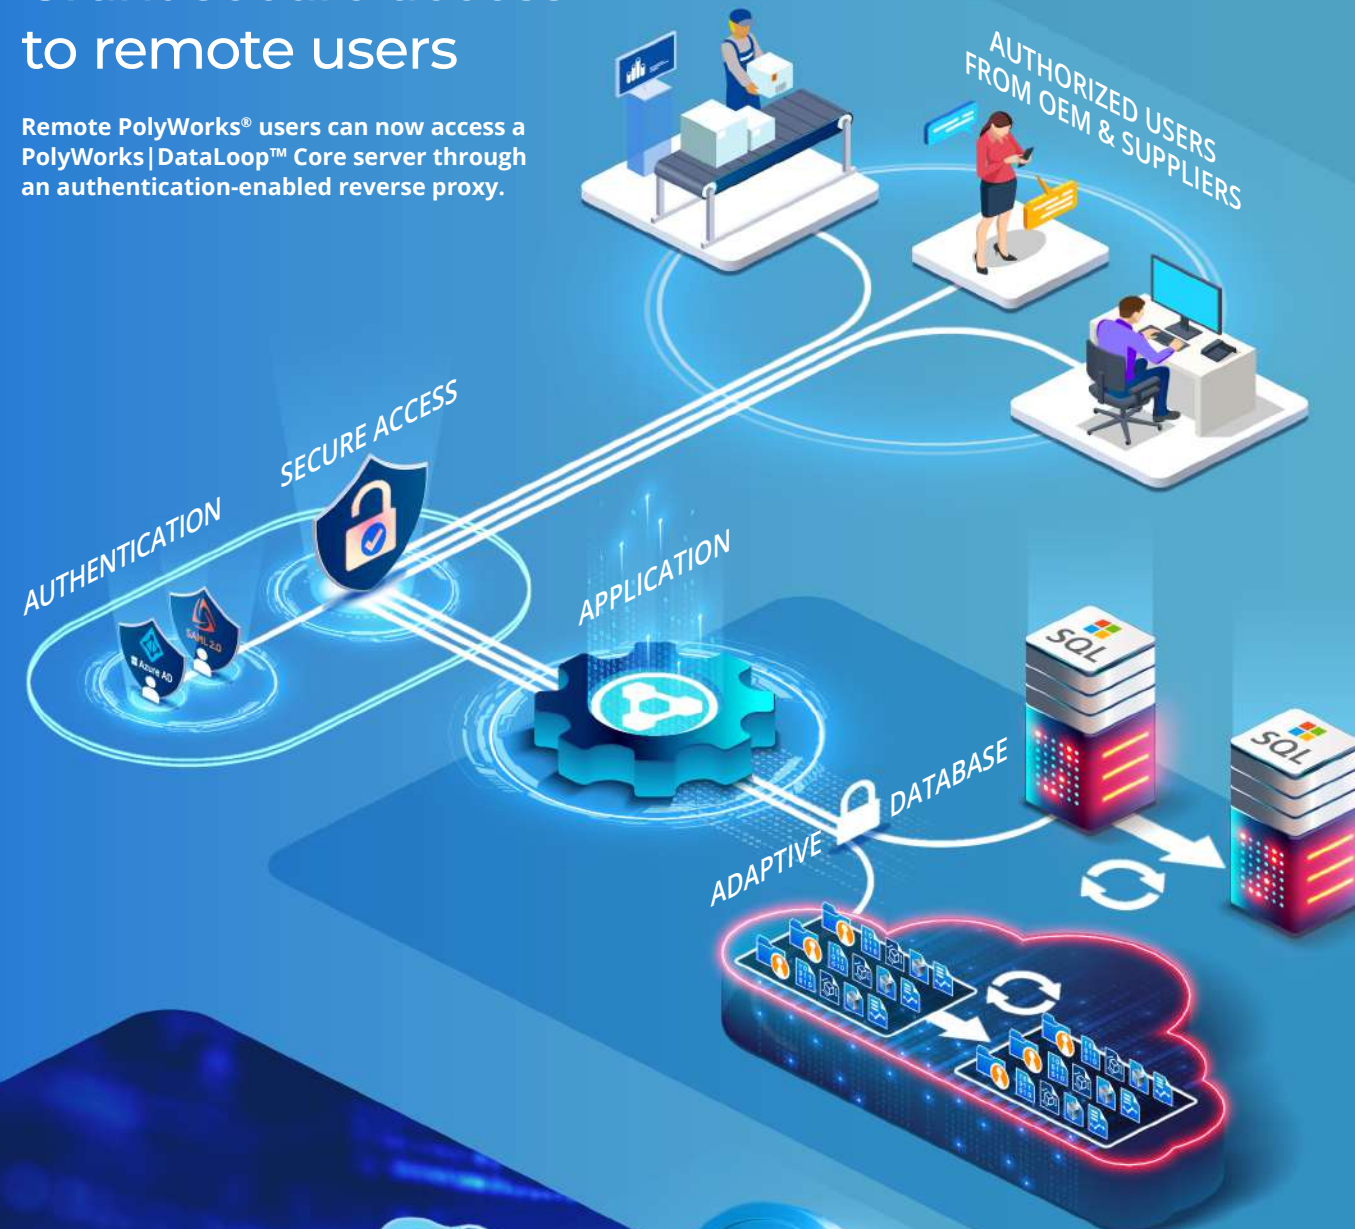 to remote users
Remote PolyWorks® users can now access a
PolyWorks|DataLoop™ Core server through
an authentication-enabled reverse proxy.
AUTHORIZED USERS
FROM OEM & SUPPLIERS
SECURE ACCESS
AUTHENTICATION
SAML 2.0
Azure AD
APPLICATION
SQL
SQL
DATABASE
ADAPTIVE